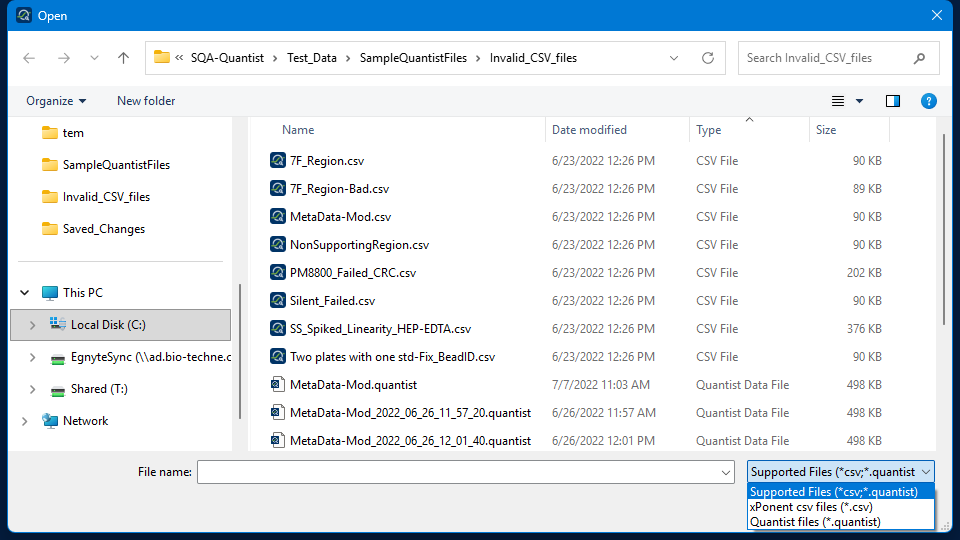 Open
« SQA-Quantist > Test_Data > SampleQuantistFiles > Invalid_CSV_files
Search Invalid_CSV_files
Organize
New folder
tem
SampleQuantistFiles
Invalid_CSV_files
Saved_Changes
This PC
Local Disk (C:)
EgnyteSync (\\ad.bio-techne.c
Shared (T:)
Network
Name Date modified Type Size
7F_Region.csv 6/23/2022 12:26 PM CSV File 90 KB
7F_Region-Bad.csv 6/23/2022 12:26 PM CSV File 89 KB
MetaData-Mod.csv 6/23/2022 12:26 PM CSV File 90 KB
NonSupportingRegion.csv 6/23/2022 12:26 PM CSV File 90 KB
PM8800_Failed_CRC.csv 6/23/2022 12:26 PM CSV File 202 KB
Silent_Failed.csv 6/23/2022 12:26 PM CSV File 90 KB
SS_Spiked_Linearity_HEP-EDTA.csv 6/23/2022 12:26 PM CSV File 376 KB
Two plates with one std-Fix_BeadID.csv 6/23/2022 12:26 PM CSV File 90 KB
MetaData-Mod.quantist 7/7/2022 11:03 AM Quantist Data File 498 KB
MetaData-Mod_2022_06_26_11_57_20.quantist 6/26/2022 11:57 AM Quantist Data File 498 KB
MetaData-Mod_2022_06_26_12_01_40.quantist 6/26/2022 12:01 PM Quantist Data File 498 KB
File name:
Supported Files (*csv;*.quantist
Supported Files (*csv;*.quantist)
xPonent csv files (*.csv)
Quantist files (*.quantist)